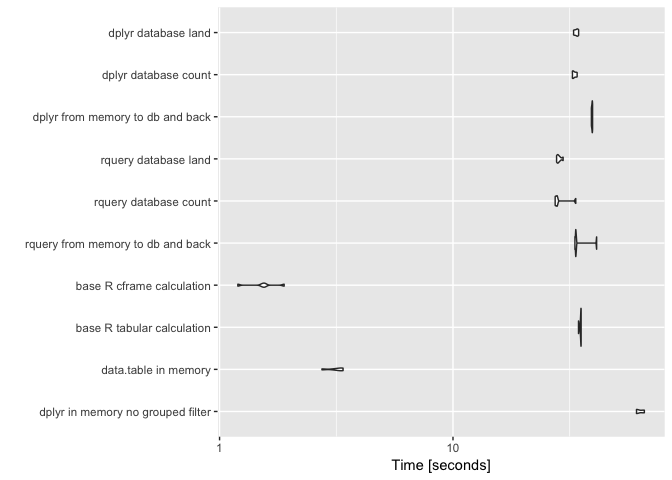 dplyr database land
dplyr database count
dplyr from memory to db and back
rquery database land
rquery database count
rquery from memory to db and back
base R cframe calculation
base R tabular calculation
data.table in memory
dplyr in memory no grouped filter
1 10
Time [seconds]